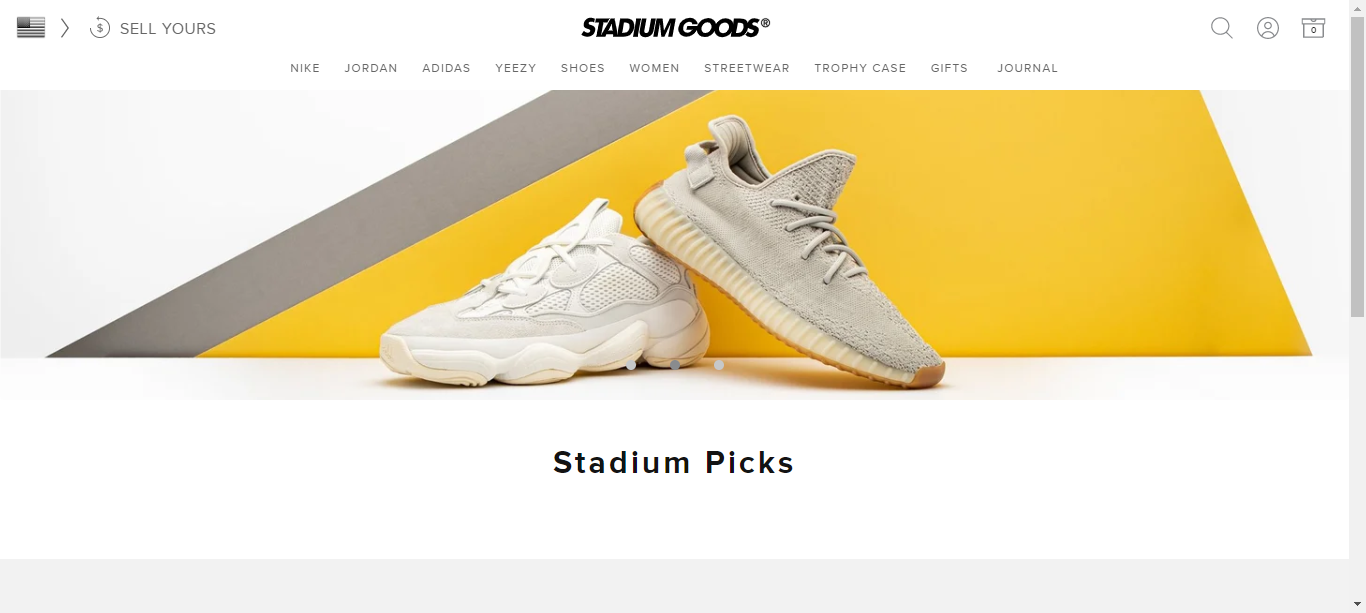 SELL YOURS
STADIUM GOODS®
0
NIKE JORDAN ADIDAS YEEZY SHOES WOMEN STREETWEAR TROPHY CASE GIFTS JOURNAL
Stadium Picks